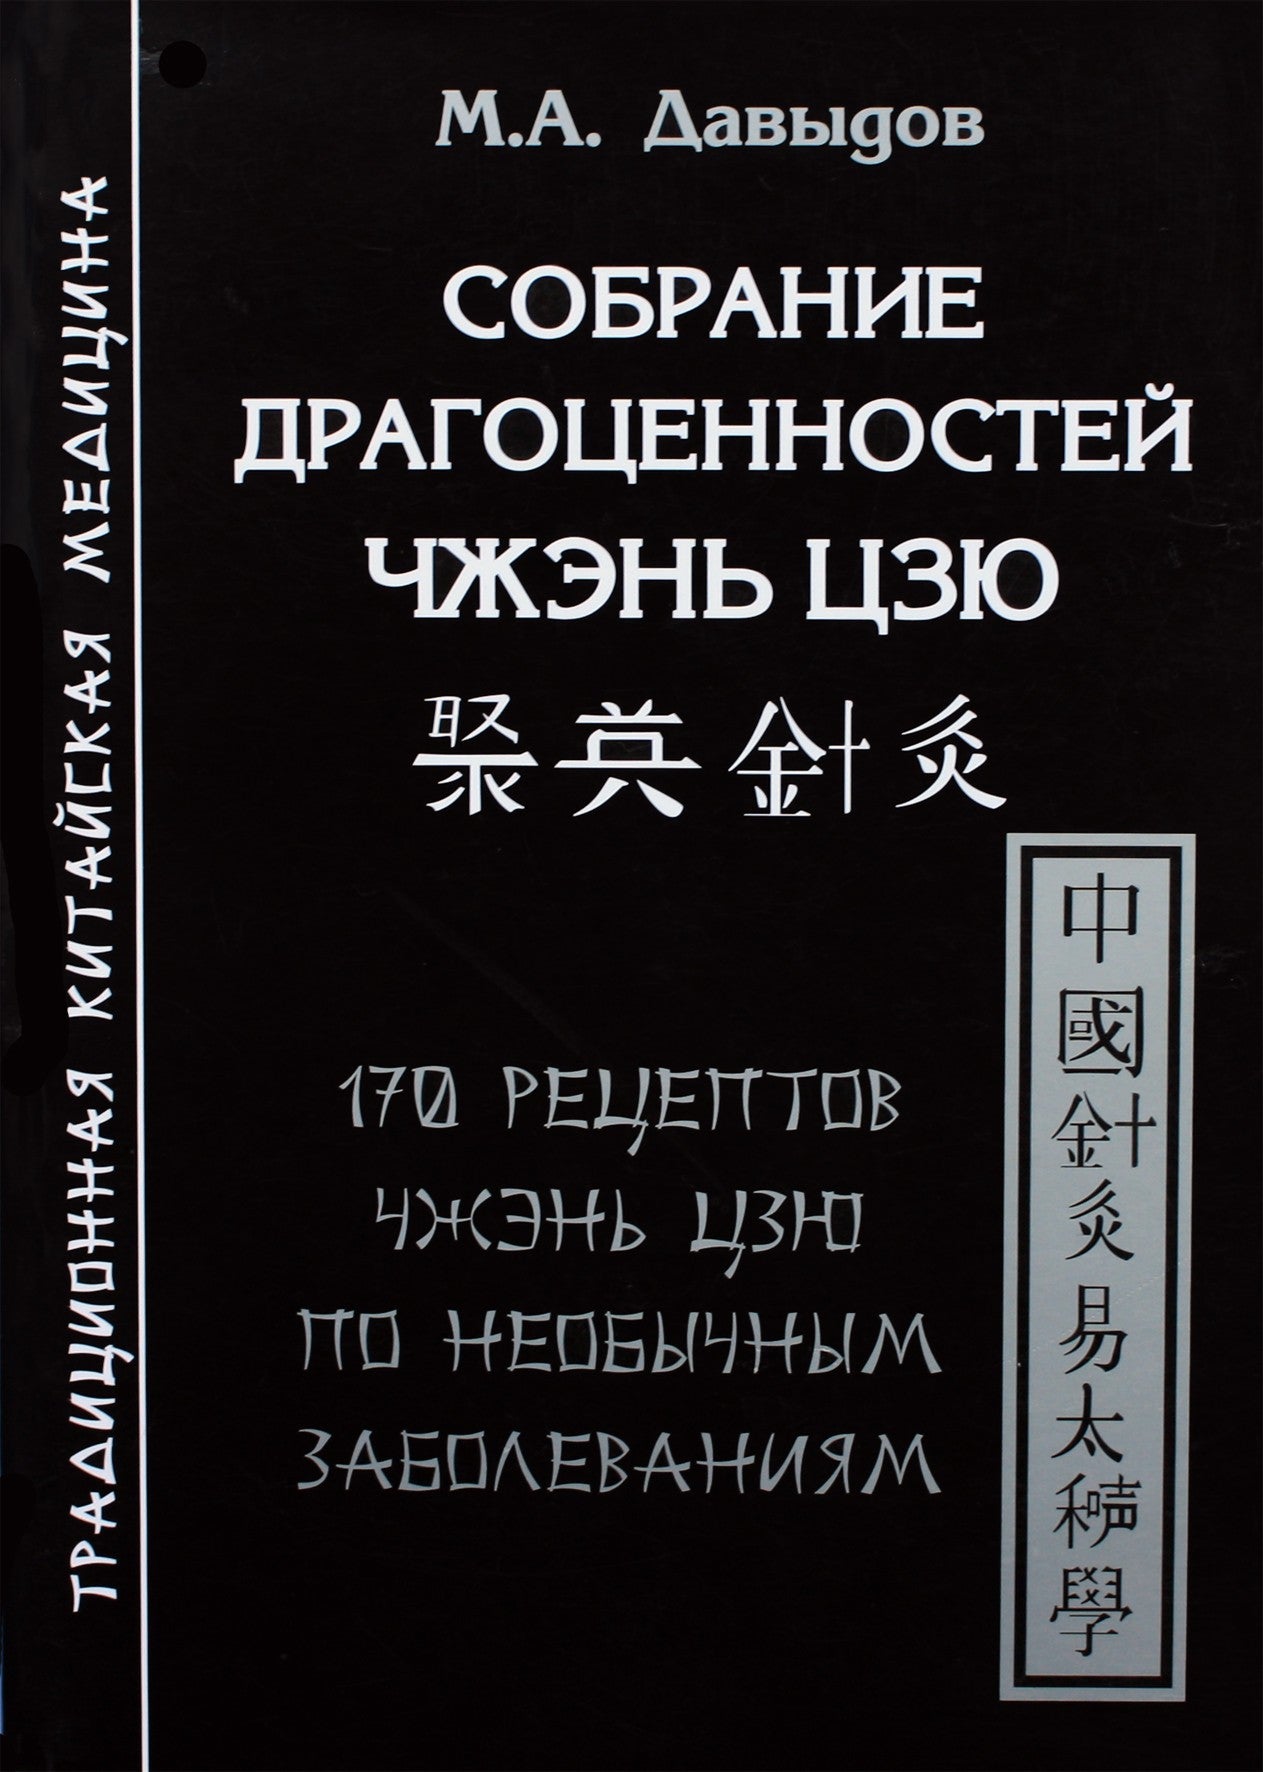 М.А. Давыдов
СОБРАНИЕ
ДРАГОЦЕННОСТЕЙ
ЧЖЭНЬ ЦЗЮ
聚英針灸
170 РЕЦЕПТОВ
ЧЖЭНЬ ЦЗЮ
ПО НЕОБЫЧНЫМ
ЗАБОЛЕВАНИЯМ
ТРАДИЦИОННАЯ КИТАЙСКАЯ МЕДИЦИНА
中國針灸易太學